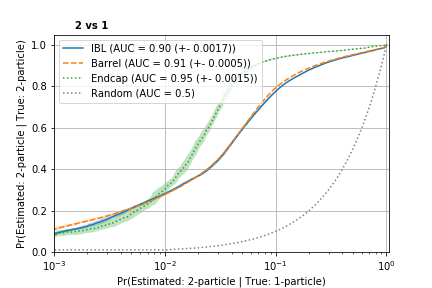 2 vs 1
IBL (AUC = 0.90 (+- 0.0017))
Barrel (AUC = 0.91 (+- 0.0005))
Endcap (AUC = 0.95 (+- 0.0015))
Random (AUC = 0.5)
Pr(Estimated: 2-particle | True: 2-particle)
1.0
0.8
0.6
0.4
0.2
0.0
10⁻³
10⁻²
10⁻¹
10⁰
Pr(Estimated: 2-particle | True: 1-particle)